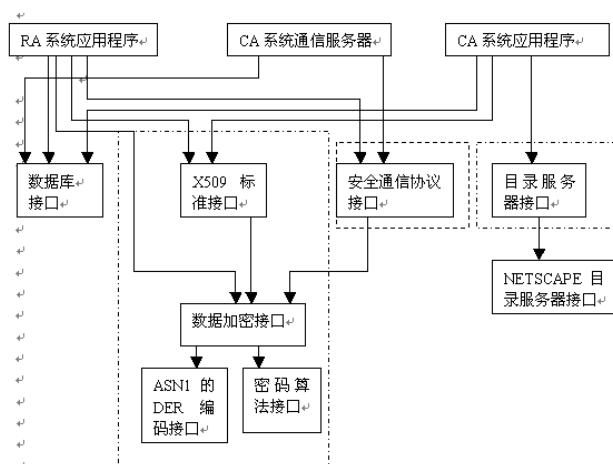 RA 系统应用程序
CA 系统通信服务器
CA 系统应用程序
数据库
接口
X509 标
准接口
安全通信协议
接口
目录服务
器接口
NETSCAPE 目
录服务器接口
数据加密接口
ASN1 的
DER 编
码接口
密码算
法接口